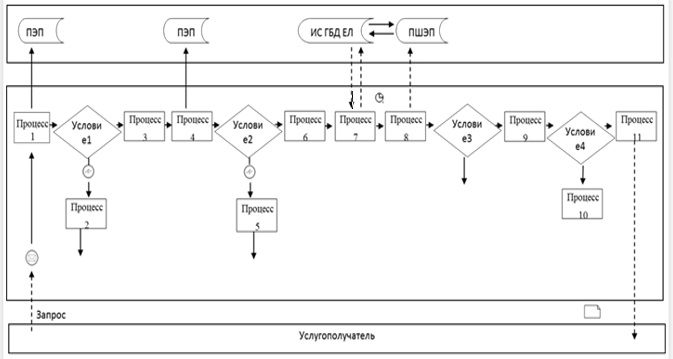 ПЭП
ПЭП
ИС ГБД ЕЛ
ПШЭП
Процесс
1
Услови
е1
Процесс
3
Процесс
4
Услови
е2
Процесс
6
Процесс
7
Процесс
8
Услови
е3
Процесс
9
Услови
е4
Процесс
11
Процесс
2
Процесс
5
Процесс
10
Запрос
Услугополучатель